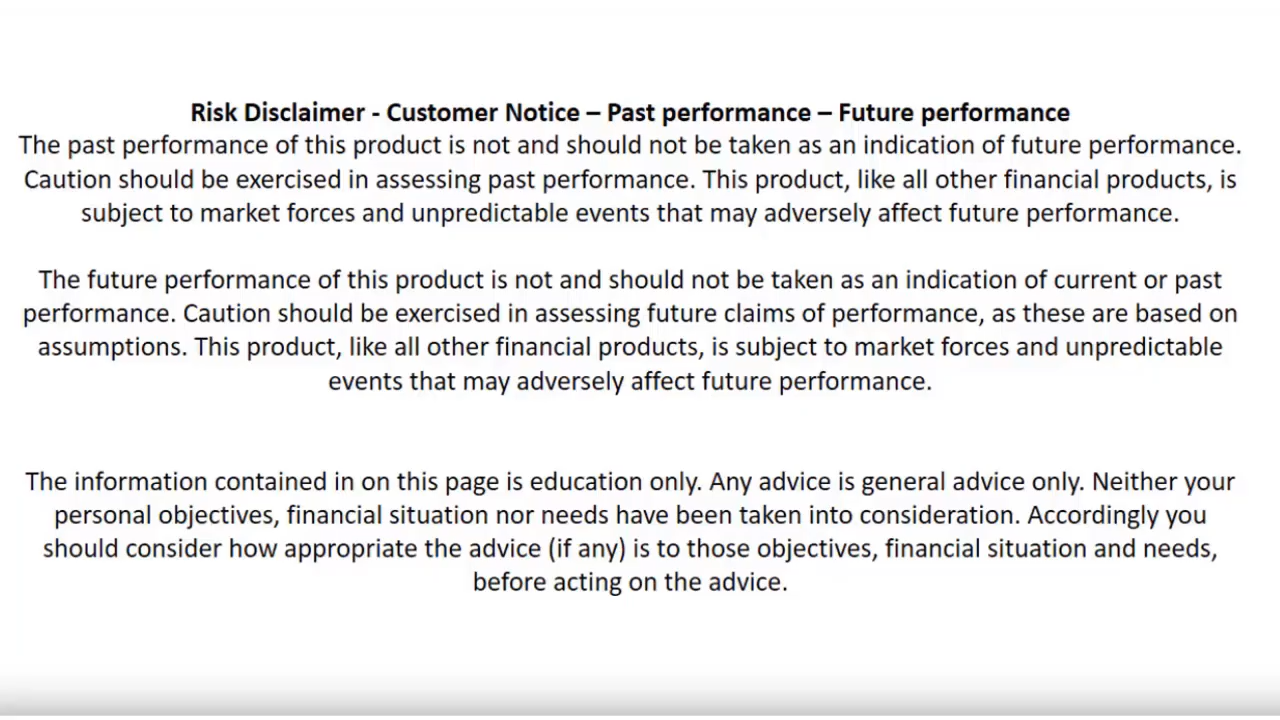 Risk Disclaimer - Customer Notice – Past performance – Future performance
The past performance of this product is not and should not be taken as an indication of future performance.
Caution should be exercised in assessing past performance. This product, like all other financial products, is
subject to market forces and unpredictable events that may adversely affect future performance.
The future performance of this product is not and should not be taken as an indication of current or past
performance. Caution should be exercised in assessing future claims of performance, as these are based on
assumptions. This product, like all other financial products, is subject to market forces and unpredictable
events that may adversely affect future performance.
The information contained in on this page is education only. Any advice is general advice only. Neither your
personal objectives, financial situation nor needs have been taken into consideration. Accordingly you
should consider how appropriate the advice (if any) is to those objectives, financial situation and needs,
before acting on the advice.